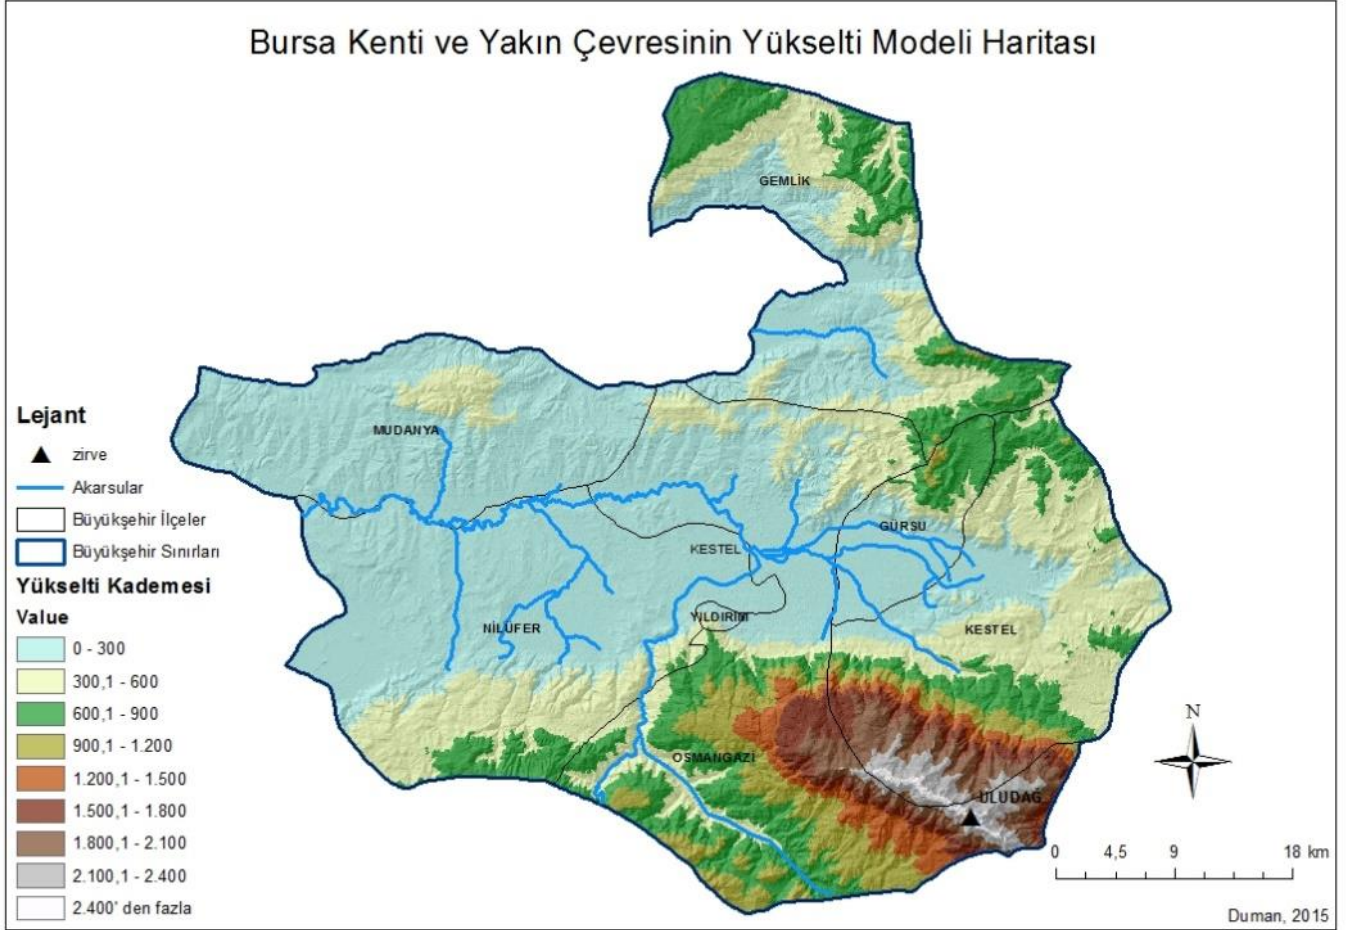 Bursa Kenti ve Yakın Çevresinin Yükselti Modeli Haritası
GEMLİK
MUDANYA
GÜRSU
KESTEL
YILDIRIM
NİLÜFER
KESTEL
OSMANGAZİ
ULUDAĞ
Lejant
zirve
Akarsular
Büyükşehir İlçeler
Büyükşehir Sınırları
Yükselti Kademesi
Value
0 - 300
300,1 - 600
600,1 - 900
900,1 - 1.200
1.200,1 - 1.500
1.500,1 - 1.800
1.800,1 - 2.100
2.100,1 - 2.400
2.400' den fazla
N
0 4,5 9 18 km
Duman, 2015